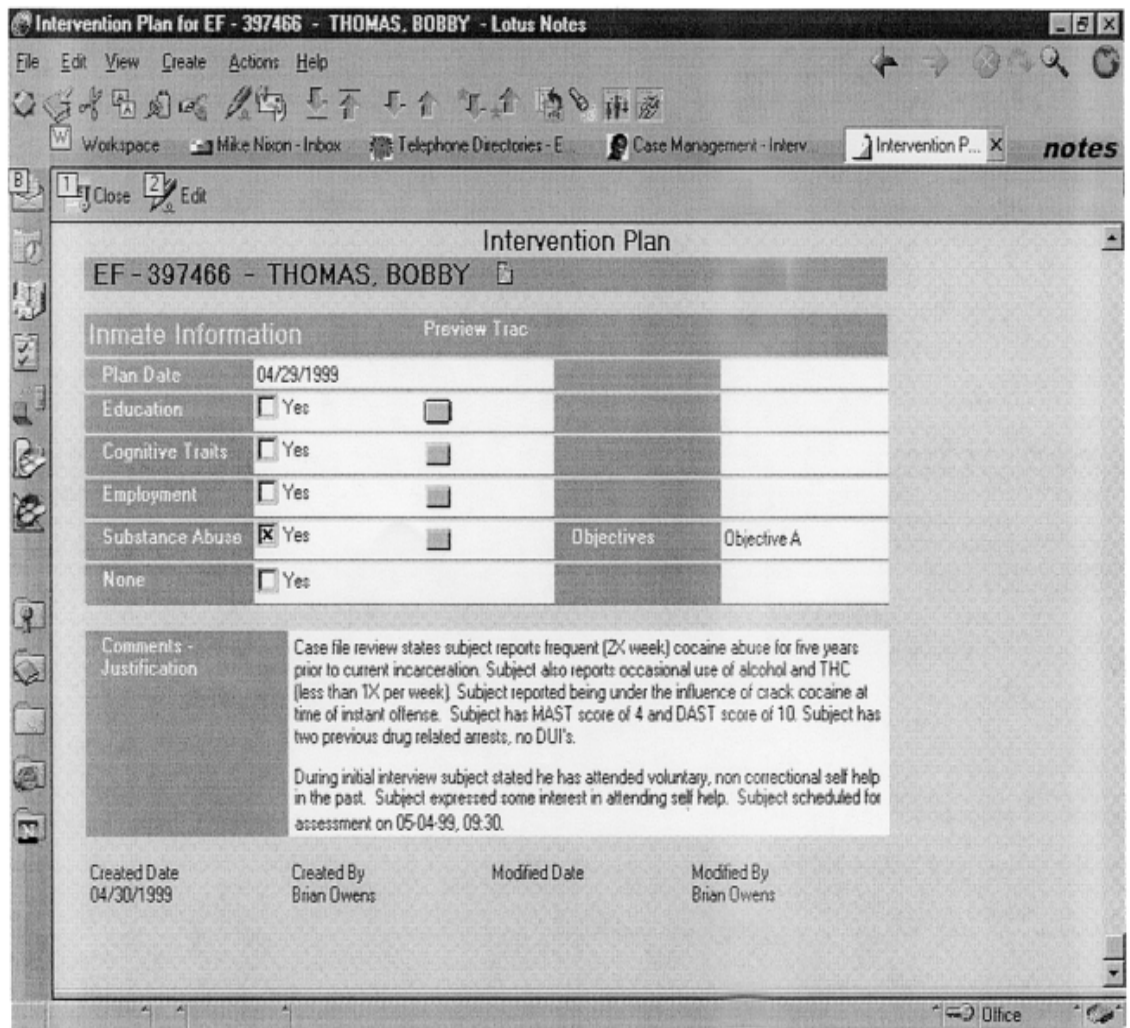 Intervention Plan for EF - 397466 - THOMAS, BOBBY - Lotus Notes
File Edit View Create Actions Help
W Workspace Mike Nixon - Inbox Telephone Directories - E... Case Management - Interv... Intervention P... X notes
1 Close 2 Edit
Intervention Plan
EF - 397466 - THOMAS, BOBBY
Inmate Information Preview Trac
Plan Date 04/29/1999
Education Yes
Cognitive Traits Yes
Employment Yes
Substance Abuse X Yes Objectives Objective A
None Yes
Comments -
Justification
Case file review states subject reports frequent (2X week) cocaine abuse for five years
prior to current incarceration. Subject also reports occasional use of alcohol and THC
(less than 1X per week). Subject reported being under the influence of crack cocaine at
time of instant offense. Subject has MAST score of 4 and DAST score of 10. Subject has
two previous drug related arrests, no DUI's.
During initial interview subject stated he has attended voluntary, non correctional self help
in the past. Subject expressed some interest in attending self help. Subject scheduled for
assessment on 05-04-99, 09:30.
Created Date Created By Modified Date Modified By
04/30/1999 Brian Owens Brian Owens
Office